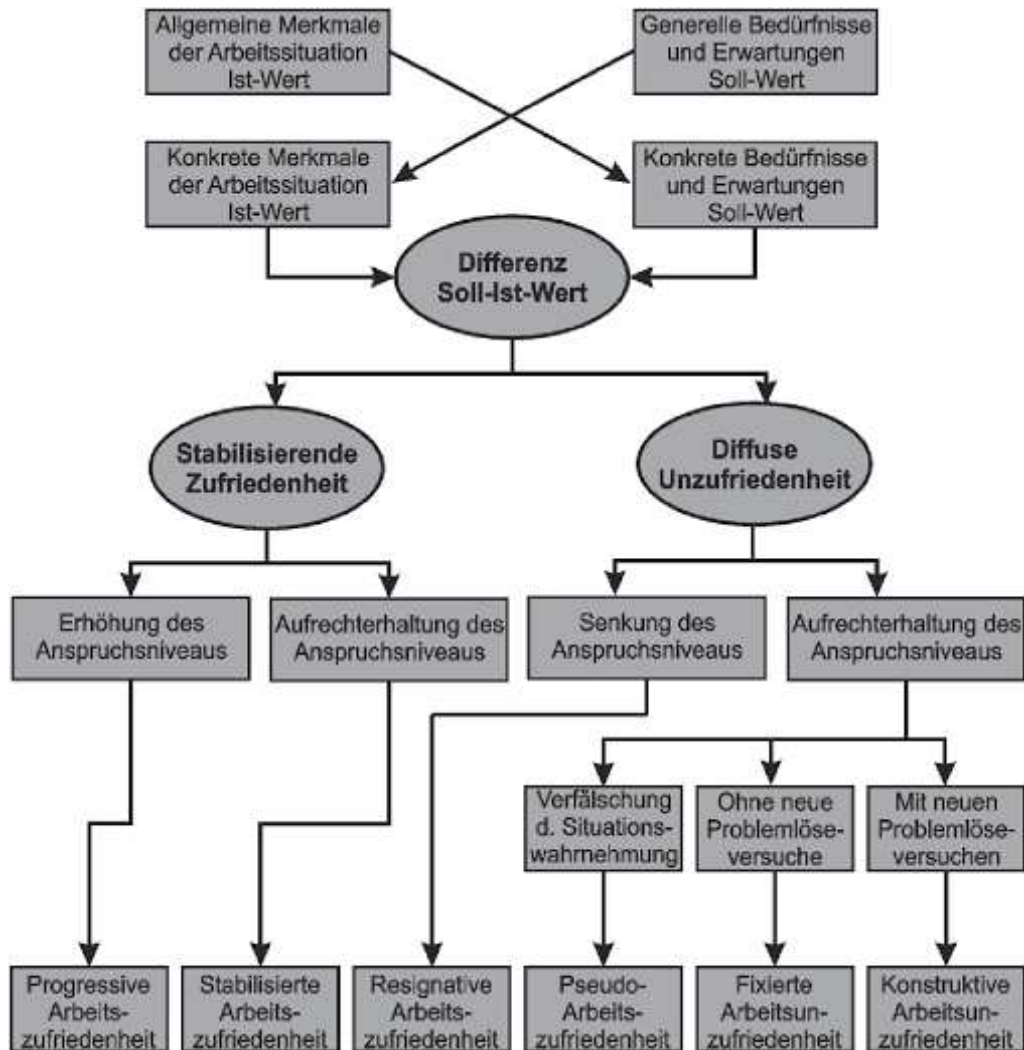 Allgemeine Merkmale
der Arbeitssituation
Ist-Wert
Generelle Bedürfnisse
und Erwartungen
Soll-Wert
Konkrete Merkmale
der Arbeitssituation
Ist-Wert
Konkrete Bedürfnisse
und Erwartungen
Soll-Wert
Differenz
Soll-Ist-Wert
Stabilisierende
Zufriedenheit
Diffuse
Unzufriedenheit
Erhöhung des
Anspruchsniveaus
Aufrechterhaltung des
Anspruchsniveaus
Senkung des
Anspruchsniveaus
Aufrechterhaltung des
Anspruchsniveaus
Verfälschung
d. Situations-
wahrnehmung
Ohne neue
Problemlöse-
versuche
Mit neuen
Problemlöse-
versuchen
Progressive
Arbeits-
zufriedenheit
Stabilisierte
Arbeits-
zufriedenheit
Resignative
Arbeits-
zufriedenheit
Pseudo-
Arbeits-
zufriedenheit
Fixierte
Arbeitsun-
zufriedenheit
Konstruktive
Arbeitsun-
zufriedenheit